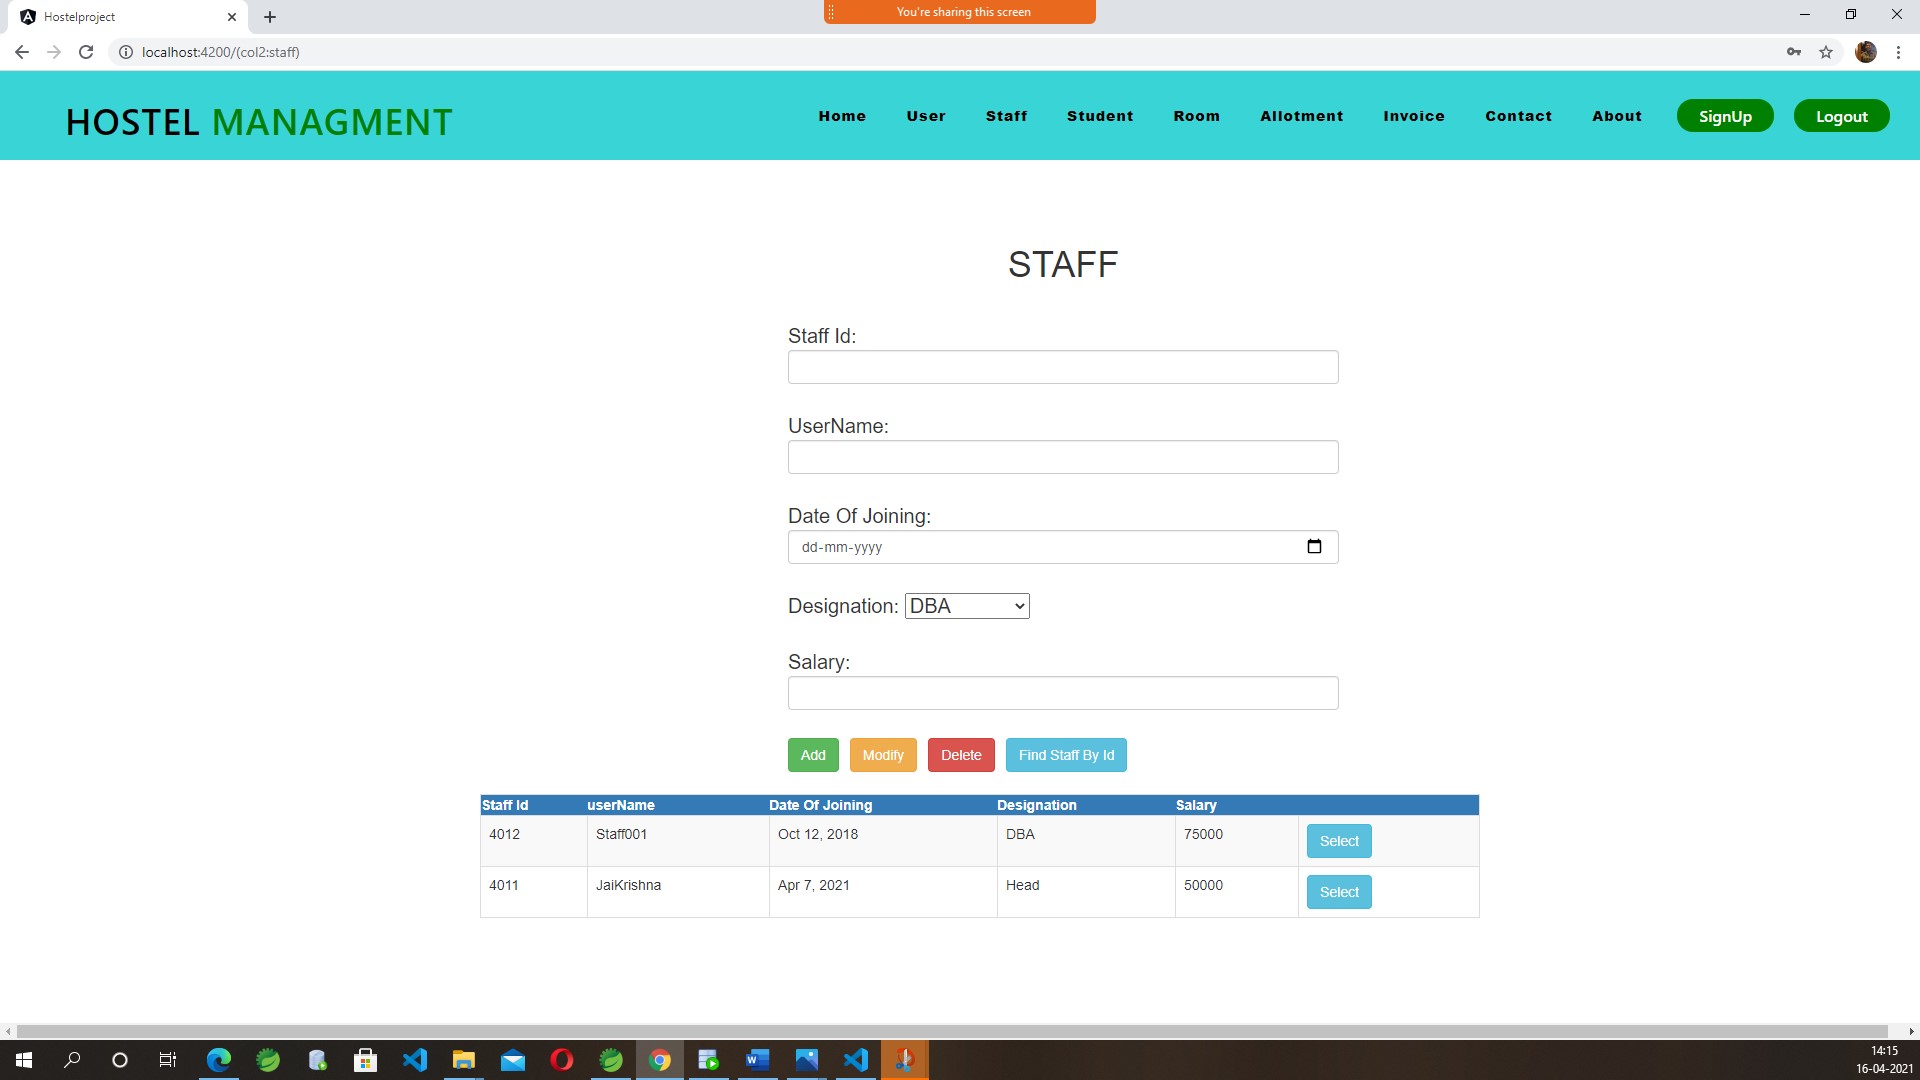 Hostelproject
You're sharing this screen
localhost:4200/(col2:staff)
HOSTEL MANAGMENT
Home User Staff Student Room Allotment Invoice Contact About SignUp Logout
STAFF
Staff Id:
UserName:
Date Of Joining:
dd-mm-yyyy
Designation: DBA
Salary:
Add Modify Delete Find Staff By Id
Staff Id userName Date Of Joining Designation Salary
4012 Staff001 Oct 12, 2018 DBA 75000 Select
4011 JaiKrishna Apr 7, 2021 Head 50000 Select
14:15
16-04-2021